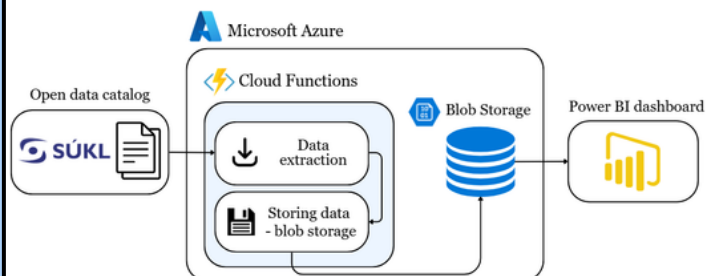 Microsoft Azure
Cloud Functions
Open data catalog
Blob Storage
Power BI dashboard
SÚKL
Data
extraction
Storing data
- blob storage